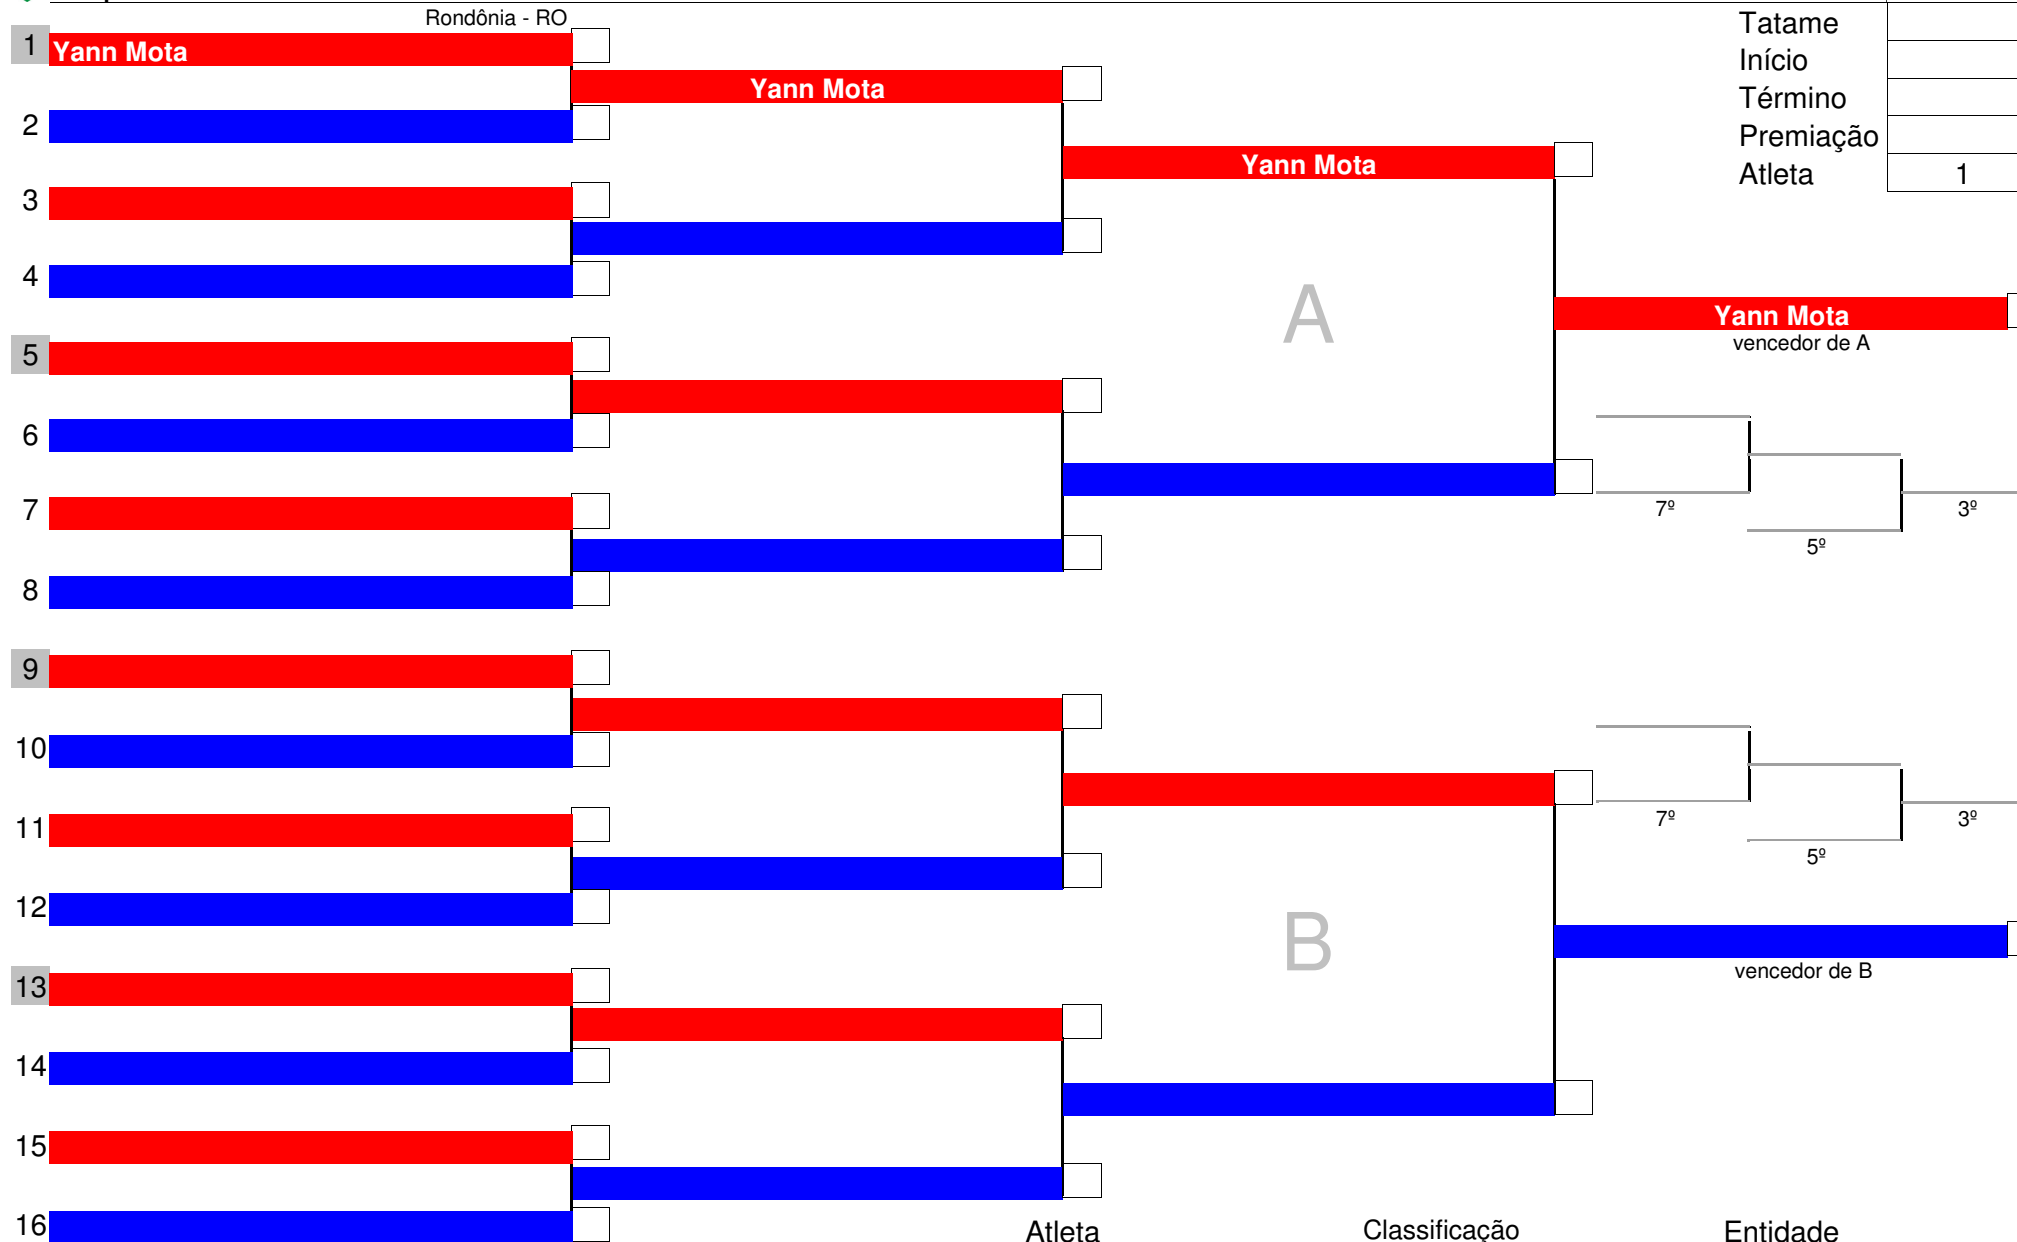 Rondônia - RO
Tatame
1 Yann Mota
Início
Yann Mota
Término
2
Premiação
Yann Mota
Atleta 1
3
4
A
Yann Mota
vencedor de A
5
6
7
7º 3º
5º
8
9
10
11
7º 3º
5º
12
B
13
vencedor de B
14
15
16
Atleta Classificação Entidade